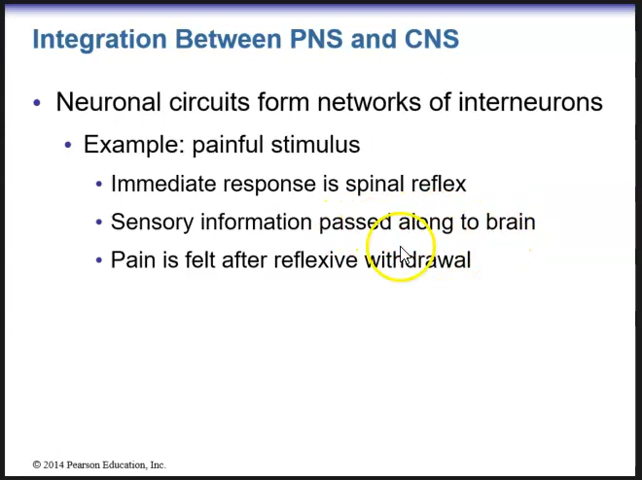 Integration Between PNS and CNS
• Neuronal circuits form networks of interneurons
• Example: painful stimulus
• Immediate response is spinal reflex
• Sensory information passed along to brain
• Pain is felt after reflexive withdrawal
© 2014 Pearson Education, Inc.